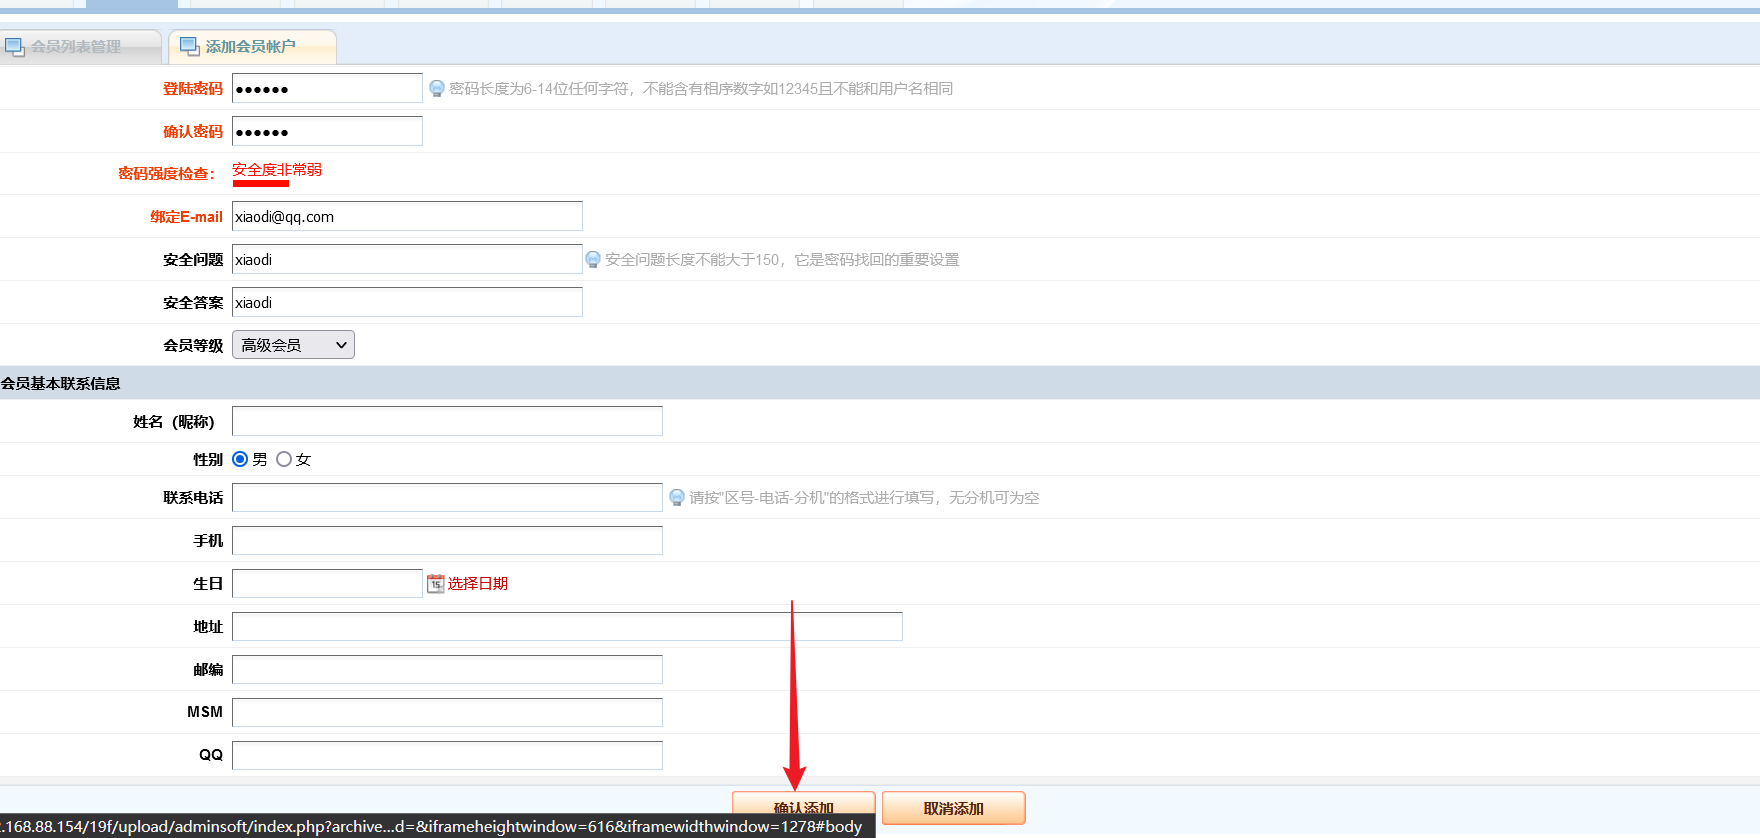 会员列表管理
添加会员帐户
登陆密码 ●●●●●● 密码长度为6-14位任何字符，不能含有相序数字如12345且不能和用户名相同
确认密码 ●●●●●●
密码强度检查： 安全度非常弱
绑定E-mail xiaodi@qq.com
安全问题 xiaodi 安全问题长度不能大于150，它是密码找回的重要设置
安全答案 xiaodi
会员等级 高级会员
会员基本联系信息
姓名（昵称）
性别 男 女
联系电话 请按"区号-电话-分机"的格式进行填写，无分机可为空
手机
生日 15 选择日期
地址
邮编
MSM
QQ
确认添加 取消添加
.168.88.154/19f/upload/adminsoft/index.php?archive...d=&iframeheightwindow=616&iframewidthwindow=1278#body